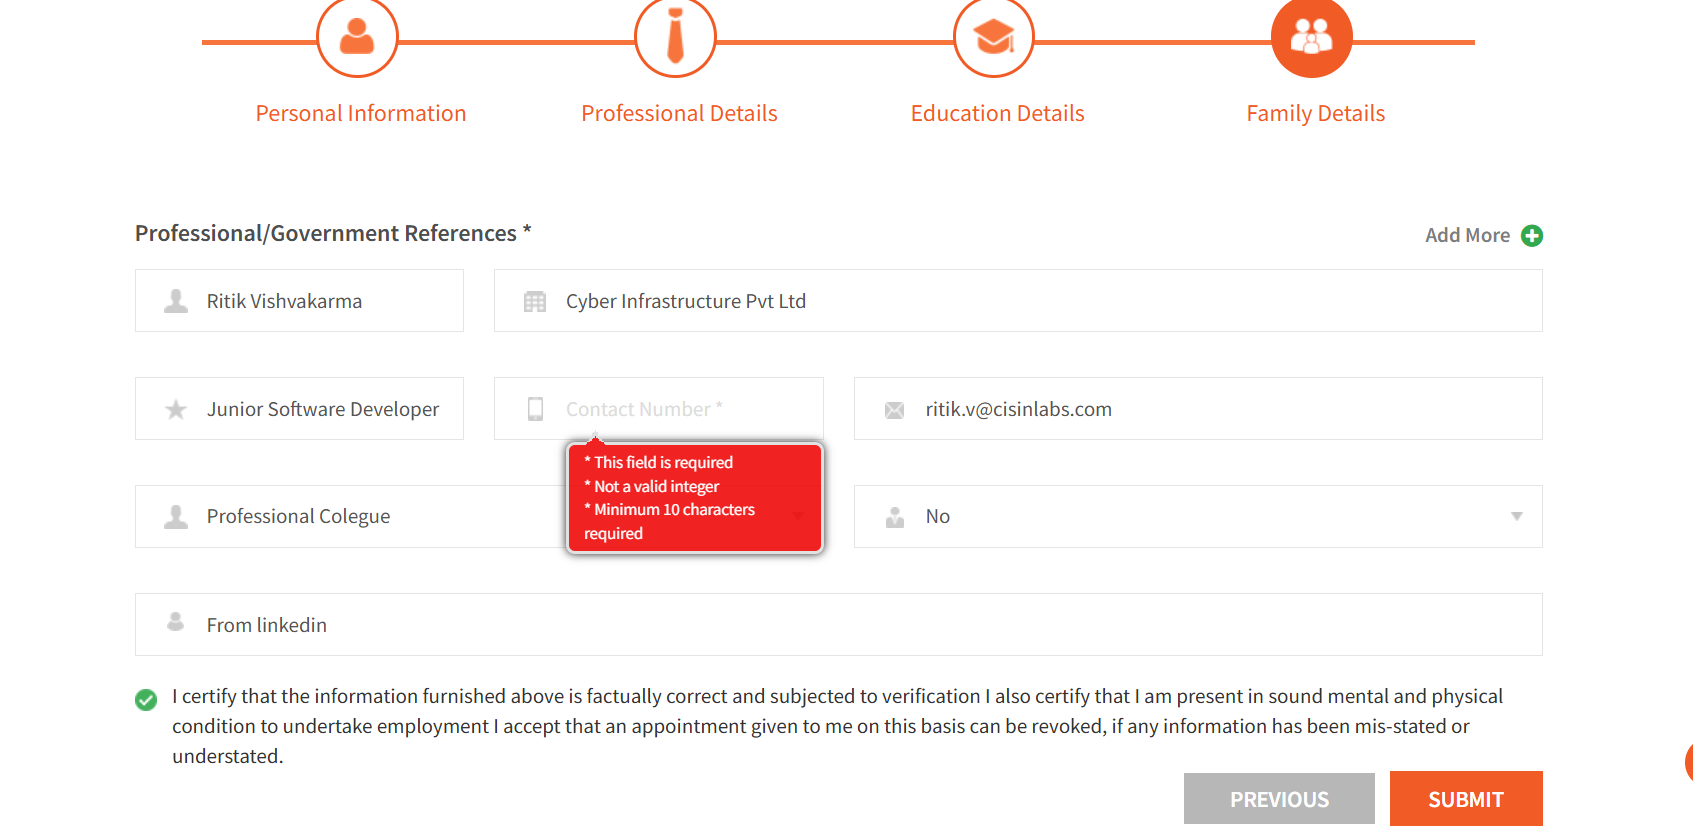 Personal Information
Professional Details
Education Details
Family Details
Professional/Government References *
Add More
Ritik Vishvakarma
Cyber Infrastructure Pvt Ltd
Junior Software Developer
Contact Number *
ritik.v@cisinlabs.com
* This field is required
* Not a valid integer
* Minimum 10 characters
required
Professional Colegue
No
From linkedin
I certify that the information furnished above is factually correct and subjected to verification I also certify that I am present in sound mental and physical
condition to undertake employment I accept that an appointment given to me on this basis can be revoked, if any information has been mis-stated or
understated.
PREVIOUS
SUBMIT